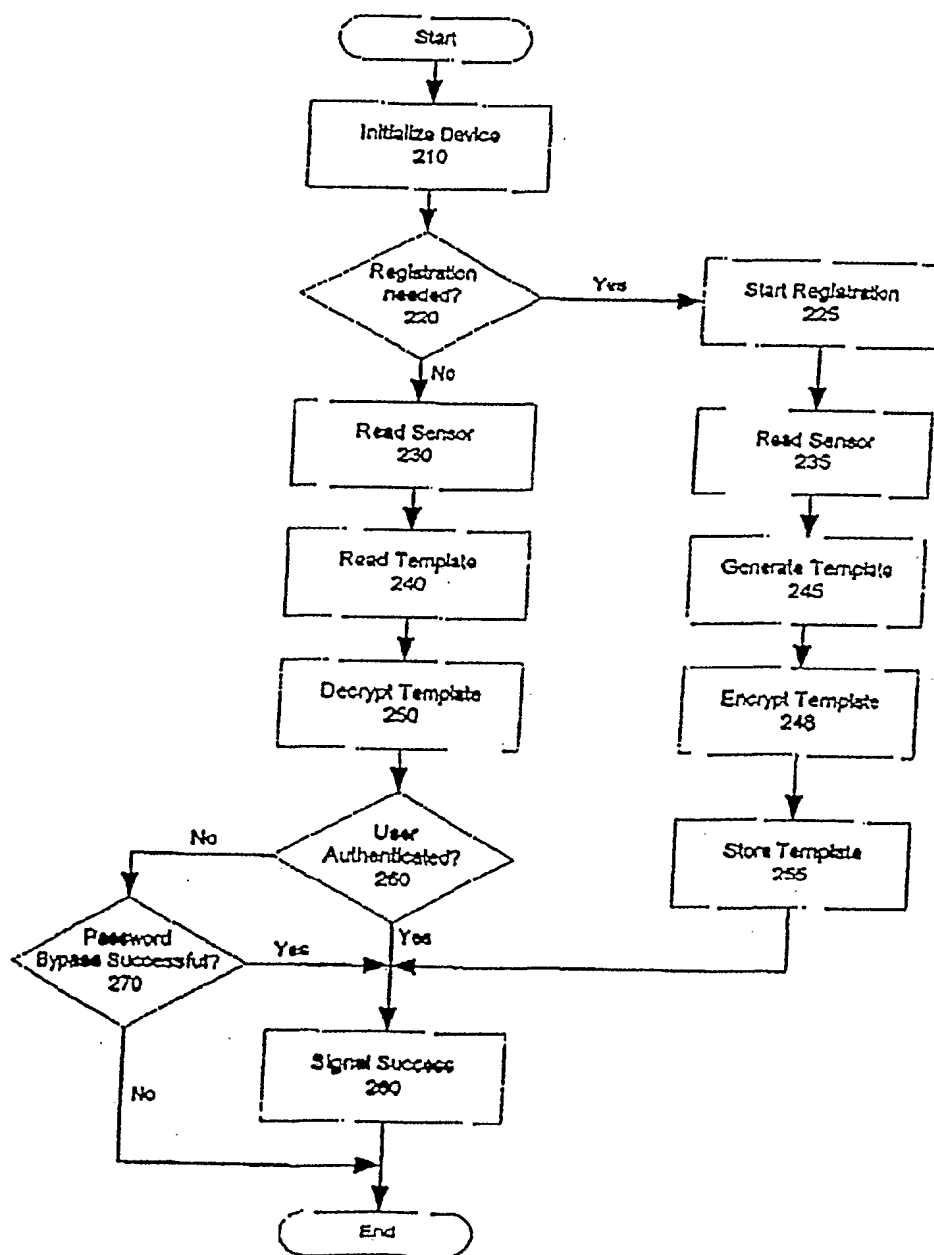 Start
Initialize Device
210
Registration
needed?
220
Yes
Start Registration
225
No
Read Sensor
230
Read Sensor
235
Read Template
240
Generate Template
245
Decrypt Template
250
Encrypt Template
248
User
Authenticated?
260
No
Store Template
255
Password
Bypass Successful?
270
Yes
Yes
Signal Success
280
No
End